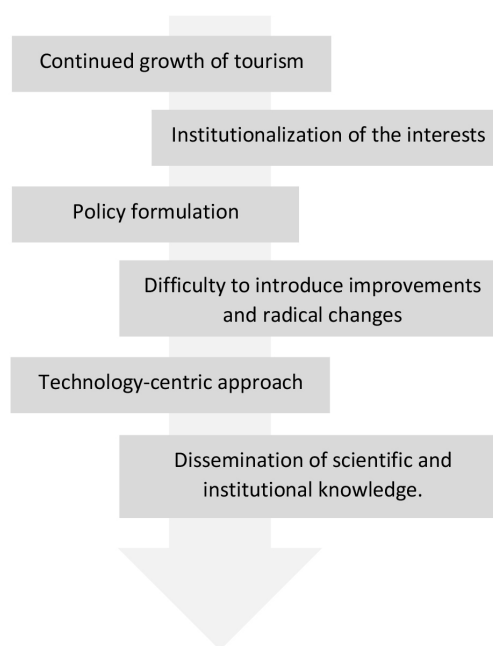 Continued growth of tourism
Institutionalization of the interests
Policy formulation
Difficulty to introduce improvements
and radical changes
Technology-centric approach
Dissemination of scientific and
institutional knowledge.